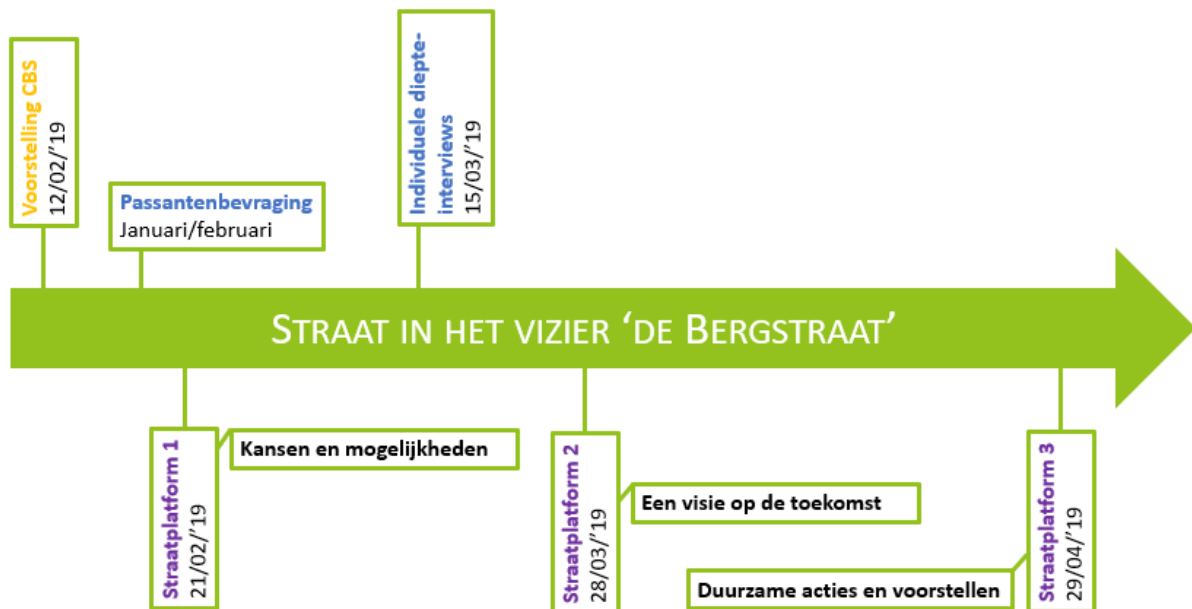 Voorstelling CBS
12/02/'19
Passantenbevraging
Januari/februari
Individuele diepte-
interviews
15/03/'19
STRAAT IN HET VIZIER ‘DE BERGSTRAAT’
Straatplatform 1
21/02/'19
Kansen en mogelijkheden
Straatplatform 2
28/03/'19
Een visie op de toekomst
Duurzame acties en voorstellen
Straatplatform 3
29/04/'19